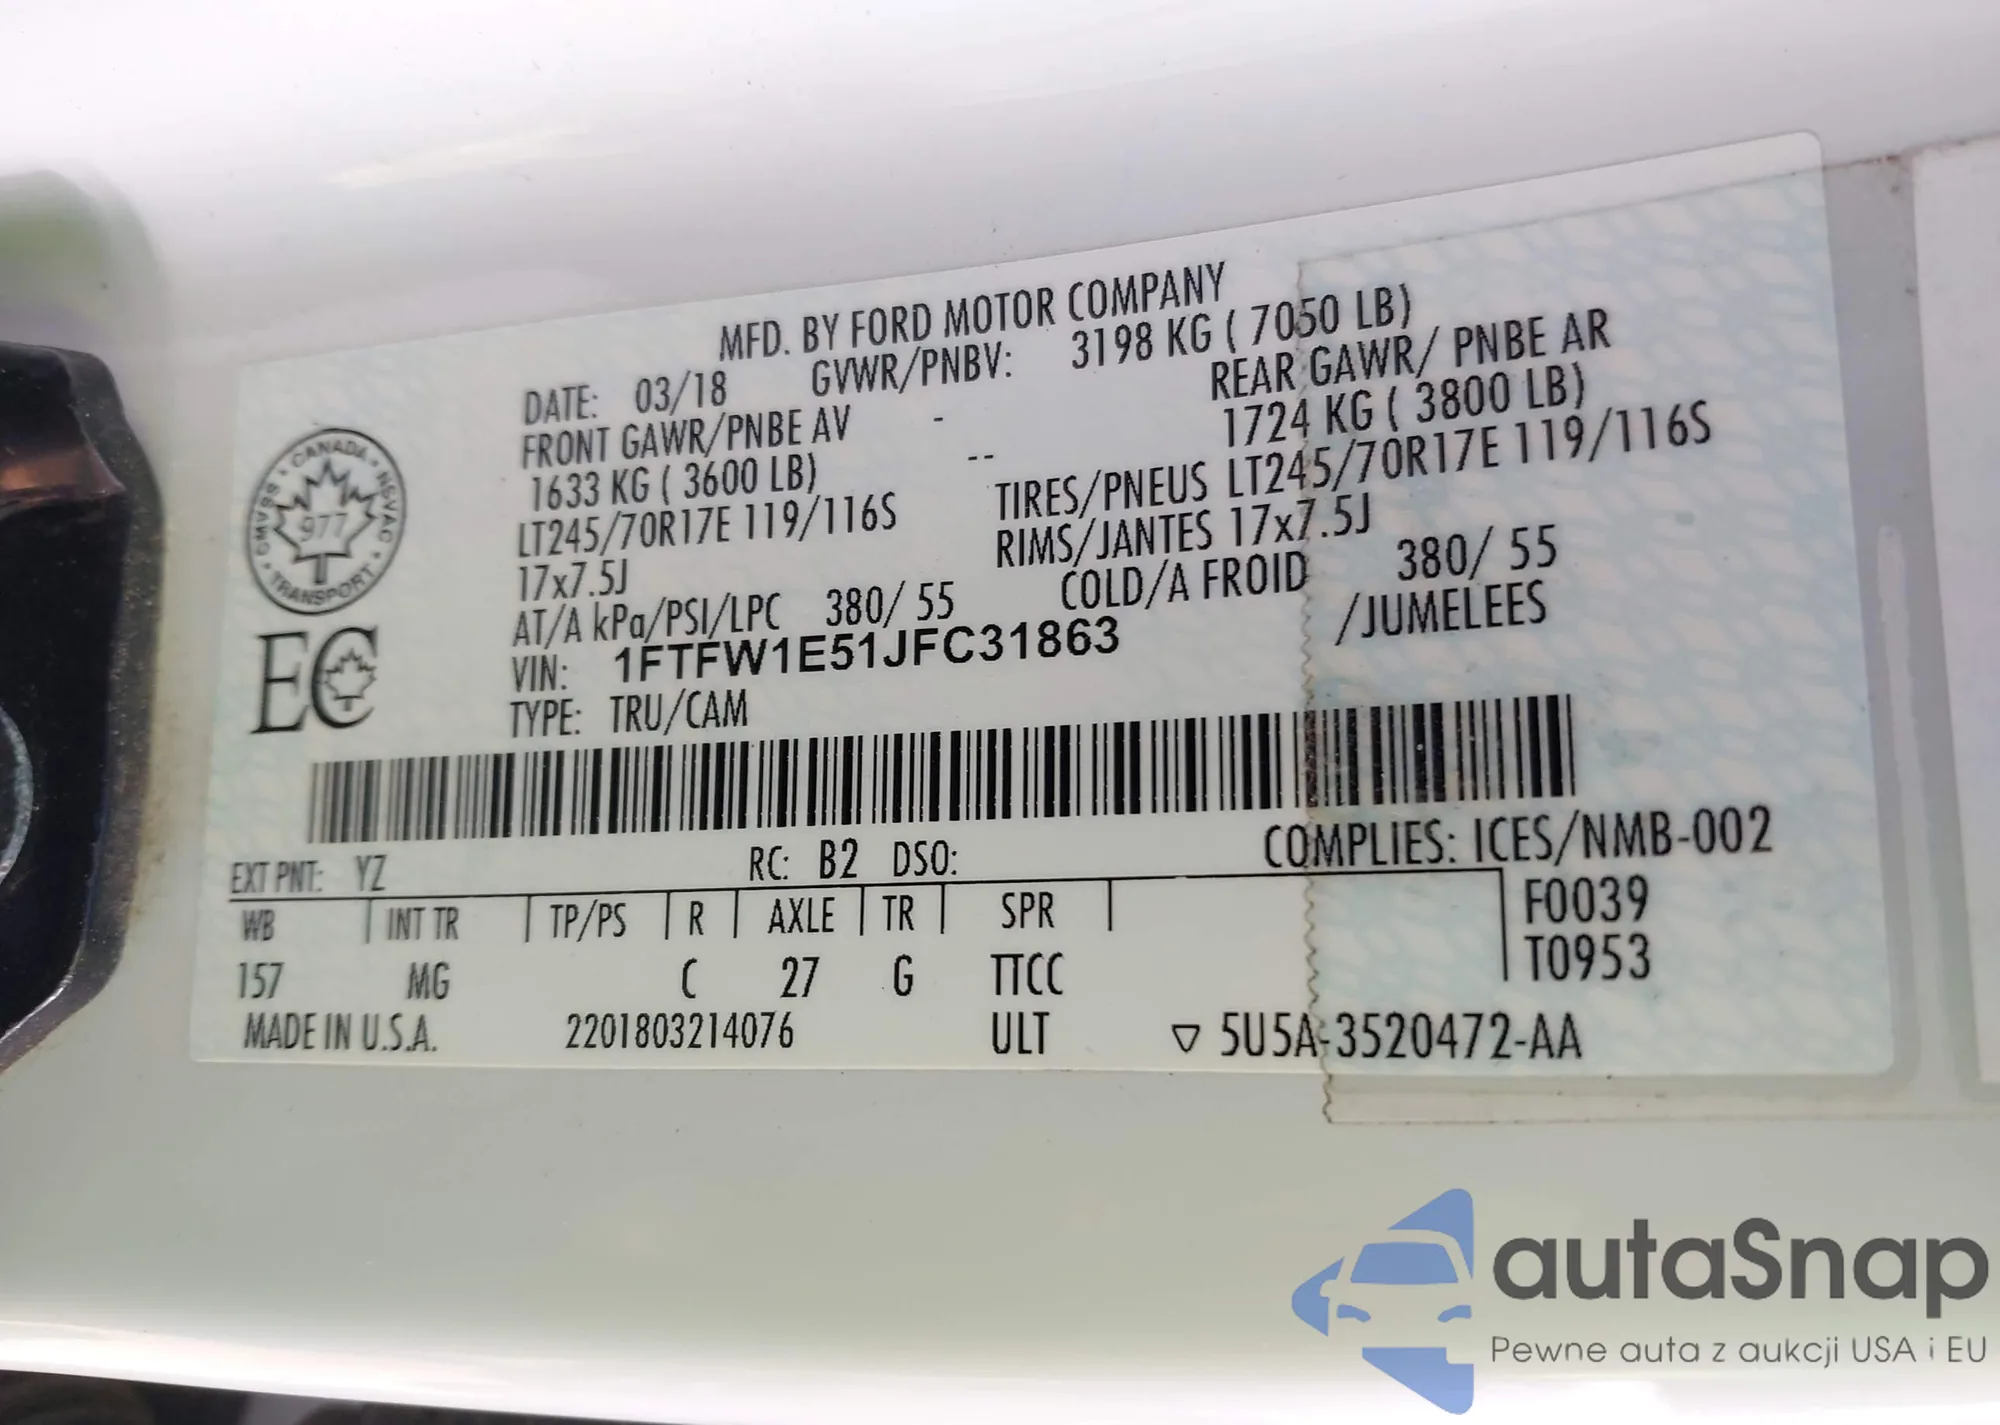 MFD. BY FORD MOTOR COMPANY
DATE: 03/18 GVWR/PNBV: 3198 KG ( 7050 LB)
FRONT GAWR/PNBE AV - REAR GAWR/ PNBE AR
1633 KG ( 3600 LB) -- 1724 KG ( 3800 LB)
LT245/70R17E 119/116S TIRES/PNEUS LT245/70R17E 119/116S
17x7.5J RIMS/JANTES 17x7.5J
AT/A kPa/PSI/LPC 380/ 55 COLD/A FROID 380/ 55
VIN: 1FTFW1E51JFC31863 /JUMELEES
TYPE: TRU/CAM
CMVSS • CANADA • NSVAC • TRANSPORT •
977
EC
EXT PNT: YZ RC: B2 DSO: COMPLIES: ICES/NMB-002
WB INT TR TP/PS R AXLE TR SPR F0039
T0953
157 MG C 27 G TTCC
MADE IN U.S.A. 2201803214076 ULT ▽ 5U5A-3520472-AA
autaSnap
Pewne auta z aukcji USA i EU